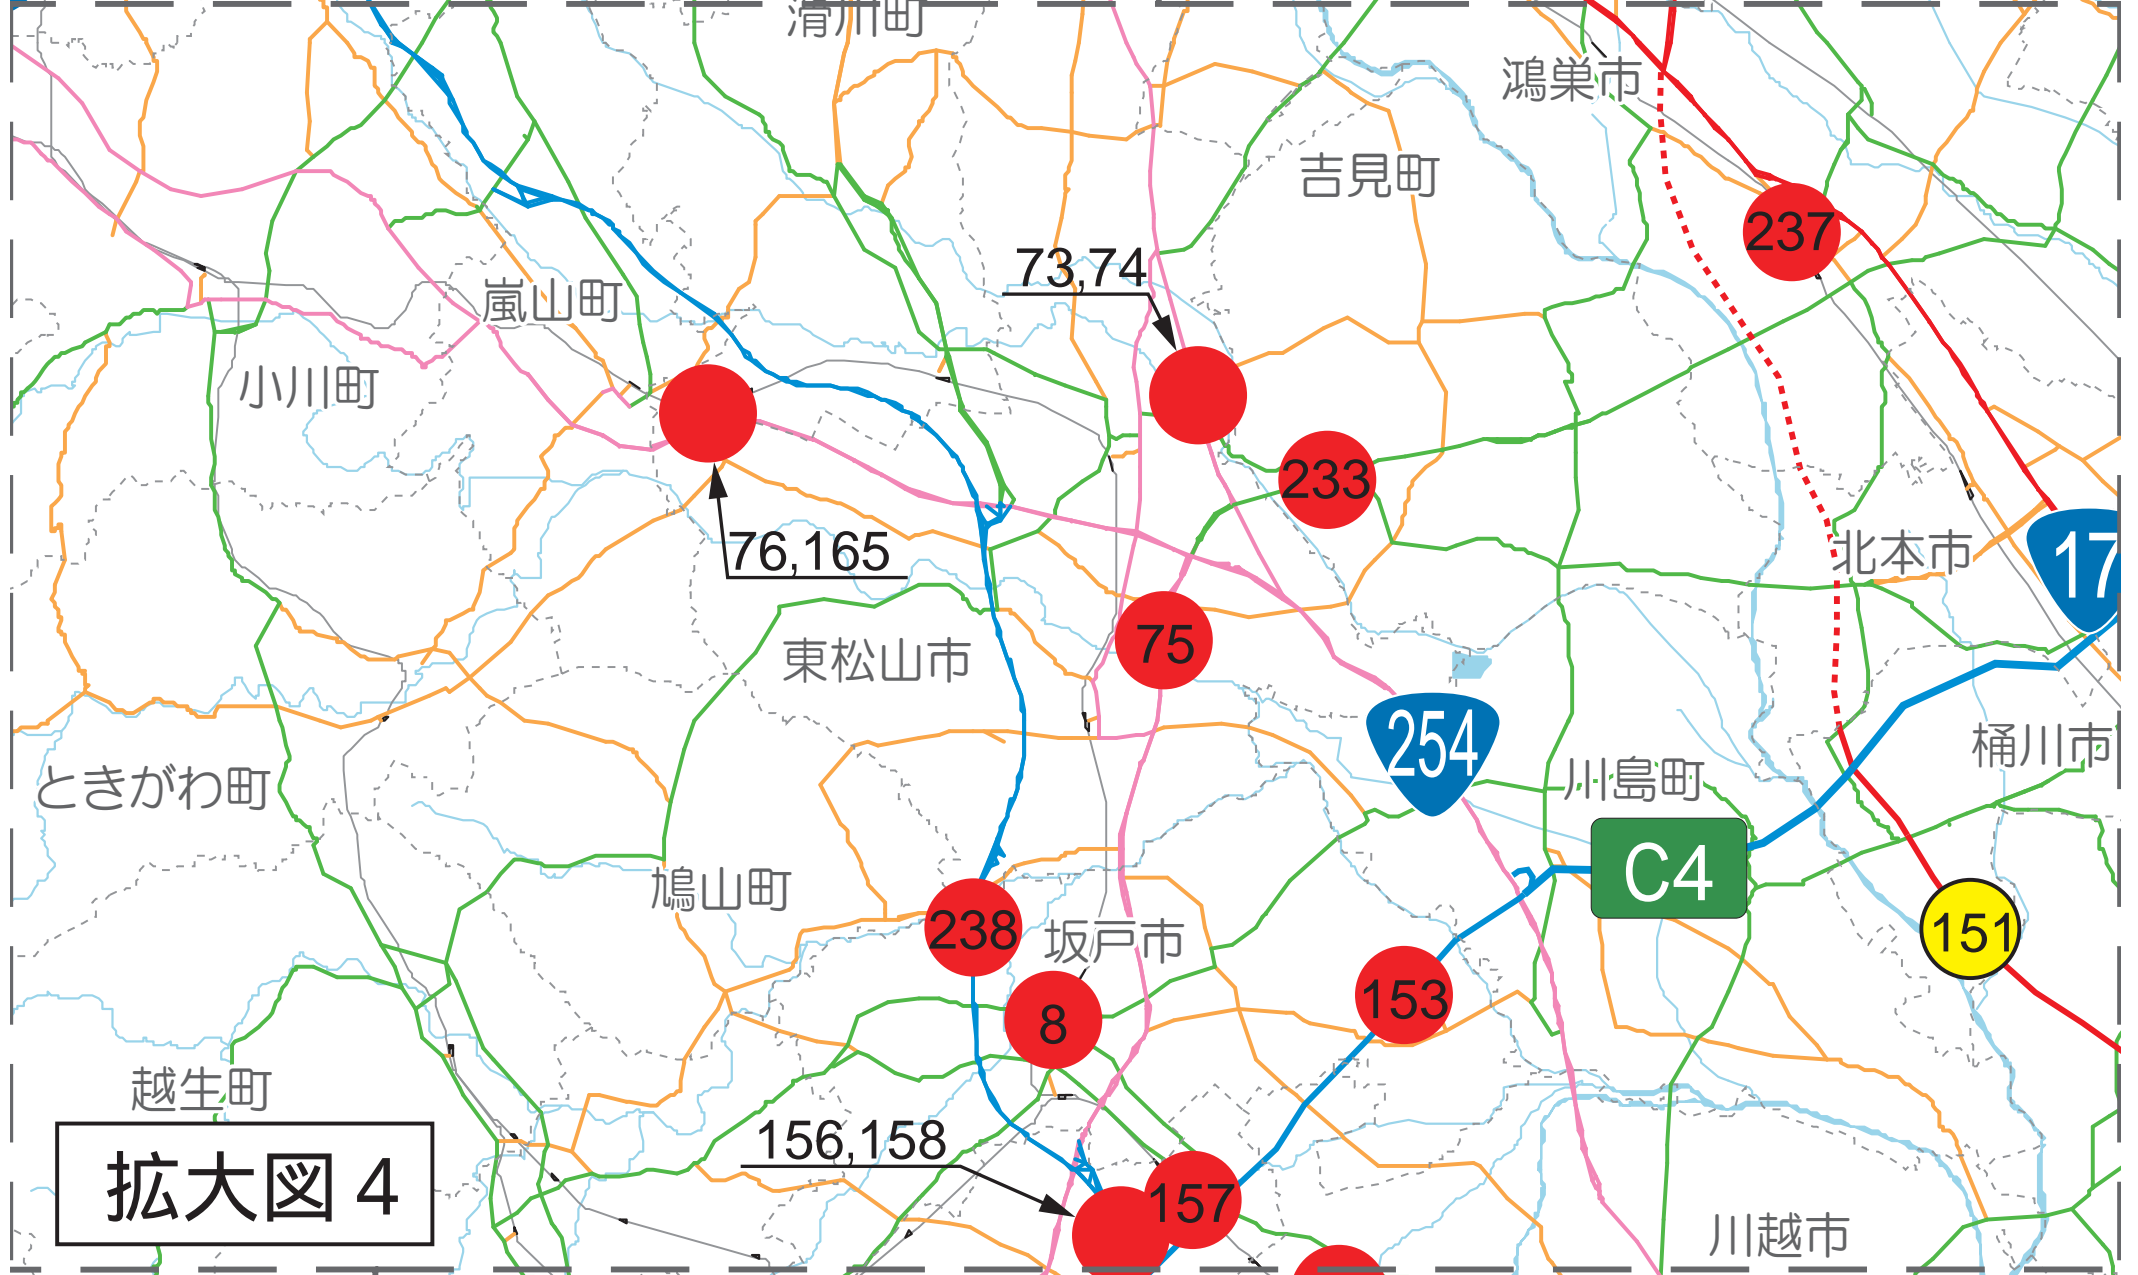 滑川町
鴻巣市
吉見町
237
73,74
嵐山町
小川町
233
76,165
北本市
17
75
東松山市
254
桶川市
川島町
ときがわ町
C4
鳩山町
238
坂戸市
151
153
8
越生町
156,158
157
拡大図 4
川越市